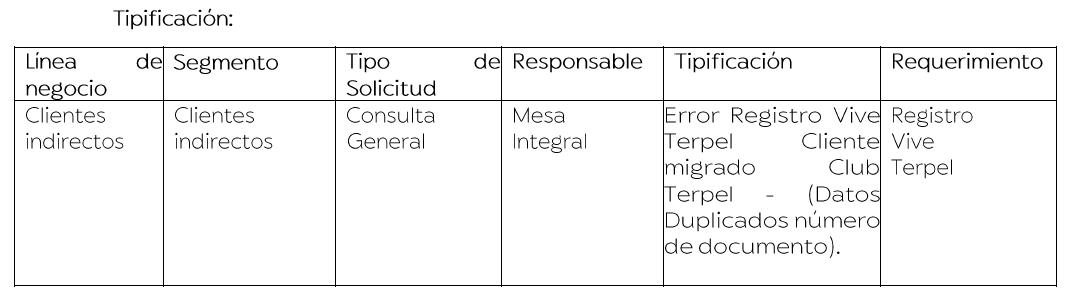 Tipificación:
Línea de negocio
Segmento
Tipo de Solicitud
Responsable
Tipificación
Requerimiento
Clientes
indirectos
Clientes
indirectos
Consulta
General
Mesa
Integral
Error Registro Vive
Terpel Cliente
migrado Club
Terpel - (Datos
Duplicados número
de documento).
Registro
Vive
Terpel